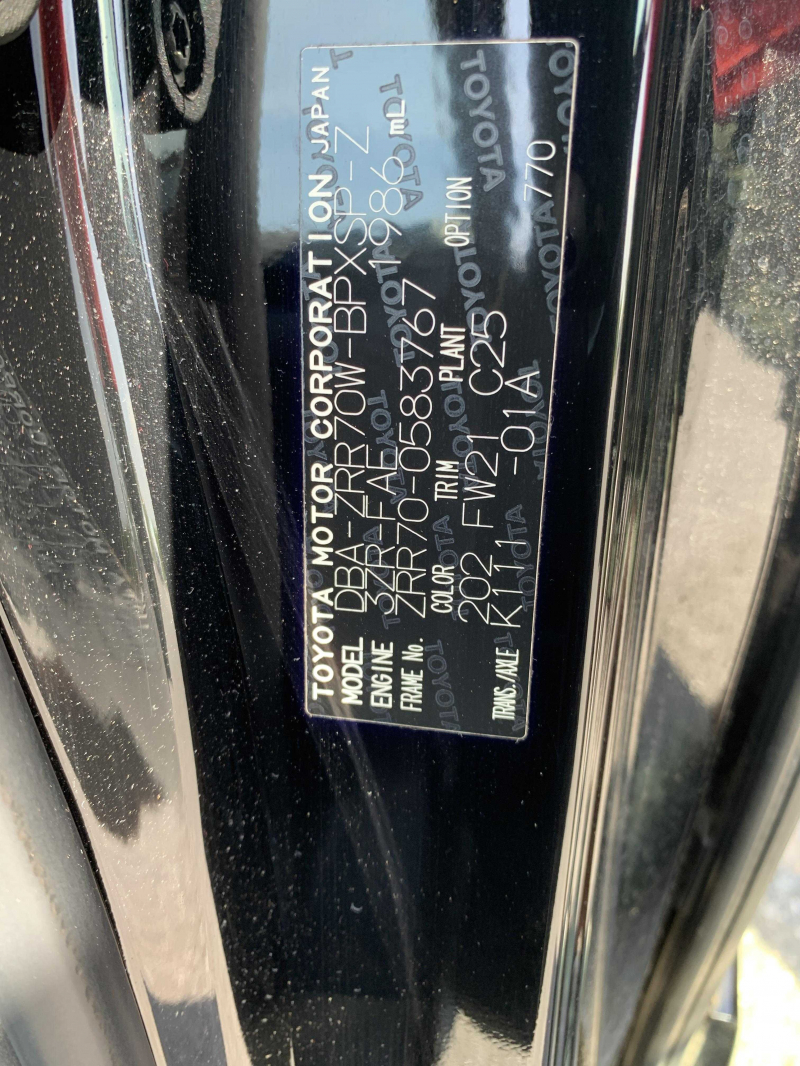 TOYOTA MOTOR CORPORATION JAPAN
MODEL DBA-ZRR70W-BPXSP-Z
ENGINE 3ZR-FAE 1986 mL
FRAME No. ZRR70-0583767
COLOR TRIM PLANT OPTION
202 FW21 C25
TRANS./AXLE K111 -01A 770